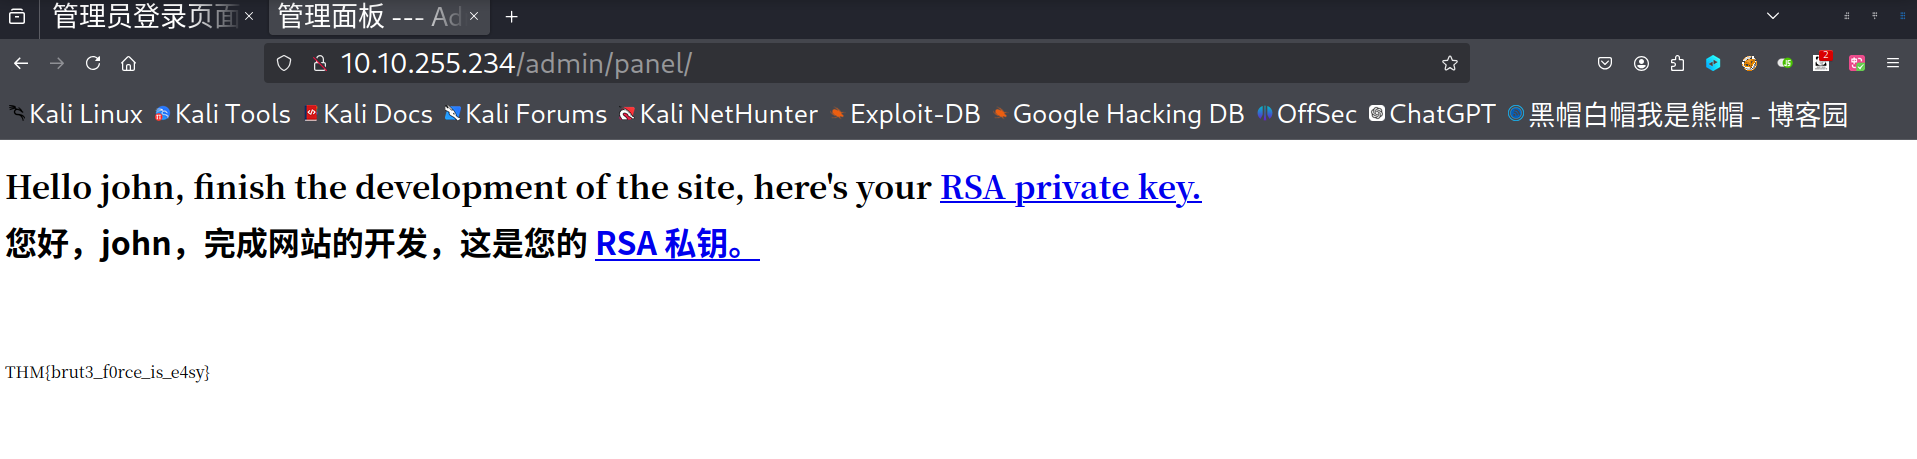 管理员登录页面
管理面板 --- Ad
10.10.255.234/admin/panel/
2
Kali Linux Kali Tools Kali Docs Kali Forums Kali NetHunter Exploit-DB Google Hacking DB OffSec ChatGPT 黑帽白帽我是熊帽 - 博客园
Hello john, finish the development of the site, here's your RSA private key.
您好，john，完成网站的开发，这是您的 RSA 私钥。
THM{brut3_f0rce_is_e4sy}